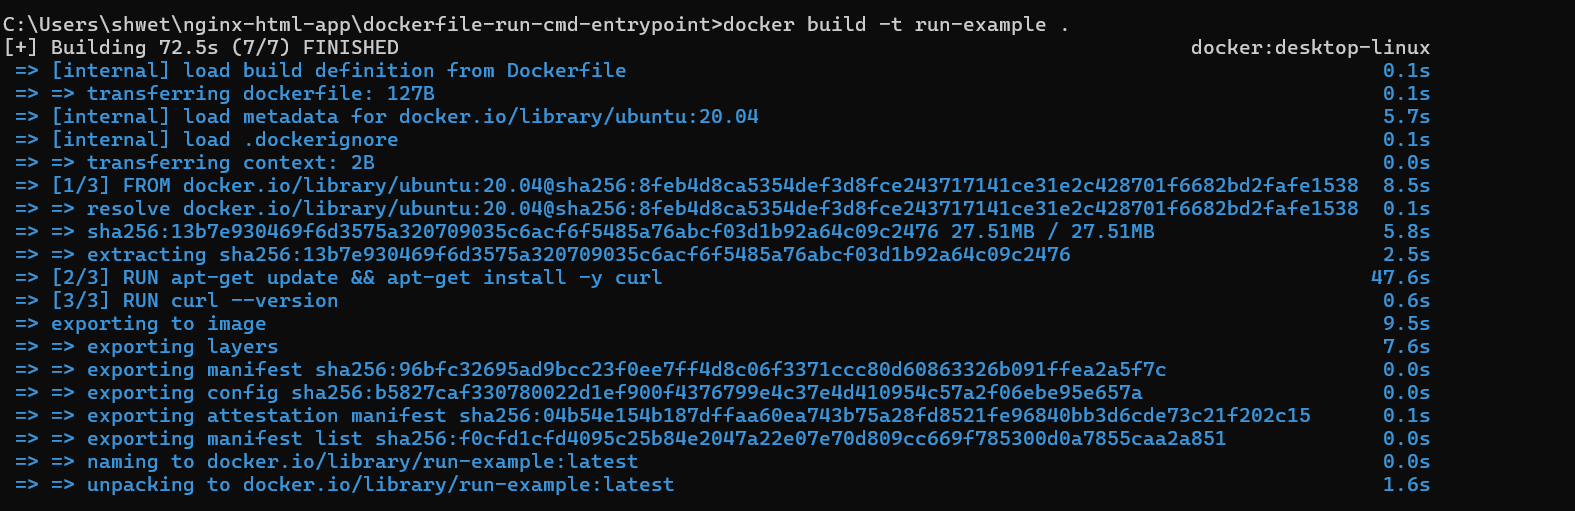 C:\Users\shwet\nginx-html-app\dockerfile-run-cmd-entrypoint>docker build -t run-example .
[+] Building 72.5s (7/7) FINISHED docker:desktop-linux
=> [internal] load build definition from Dockerfile 0.1s
=> => transferring dockerfile: 127B 0.1s
=> [internal] load metadata for docker.io/library/ubuntu:20.04 5.7s
=> [internal] load .dockerignore 0.1s
=> => transferring context: 2B 0.0s
=> [1/3] FROM docker.io/library/ubuntu:20.04@sha256:8feb4d8ca5354def3d8fce243717141ce31e2c428701f6682bd2fafe1538 8.5s
=> => resolve docker.io/library/ubuntu:20.04@sha256:8feb4d8ca5354def3d8fce243717141ce31e2c428701f6682bd2fafe1538 0.1s
=> => sha256:13b7e930469f6d3575a320709035c6acf6f5485a76abcf03d1b92a64c09c2476 27.51MB / 27.51MB 5.8s
=> => extracting sha256:13b7e930469f6d3575a320709035c6acf6f5485a76abcf03d1b92a64c09c2476 2.5s
=> [2/3] RUN apt-get update && apt-get install -y curl 47.6s
=> [3/3] RUN curl --version 0.6s
=> exporting to image 9.5s
=> => exporting layers 7.6s
=> => exporting manifest sha256:96bfc32695ad9bcc23f0ee7ff4d8c06f3371ccc80d60863326b091ffea2a5f7c 0.0s
=> => exporting config sha256:b5827caf330780022d1ef900f4376799e4c37e4d410954c57a2f06ebe95e657a 0.0s
=> => exporting attestation manifest sha256:04b54e154b187dffaa60ea743b75a28fd8521fe96840bb3d6cde73c21f202c15 0.1s
=> => exporting manifest list sha256:f0cfd1cfd4095c25b84e2047a22e07e70d809cc669f785300d0a7855caa2a851 0.0s
=> => naming to docker.io/library/run-example:latest 0.0s
=> => unpacking to docker.io/library/run-example:latest 1.6s